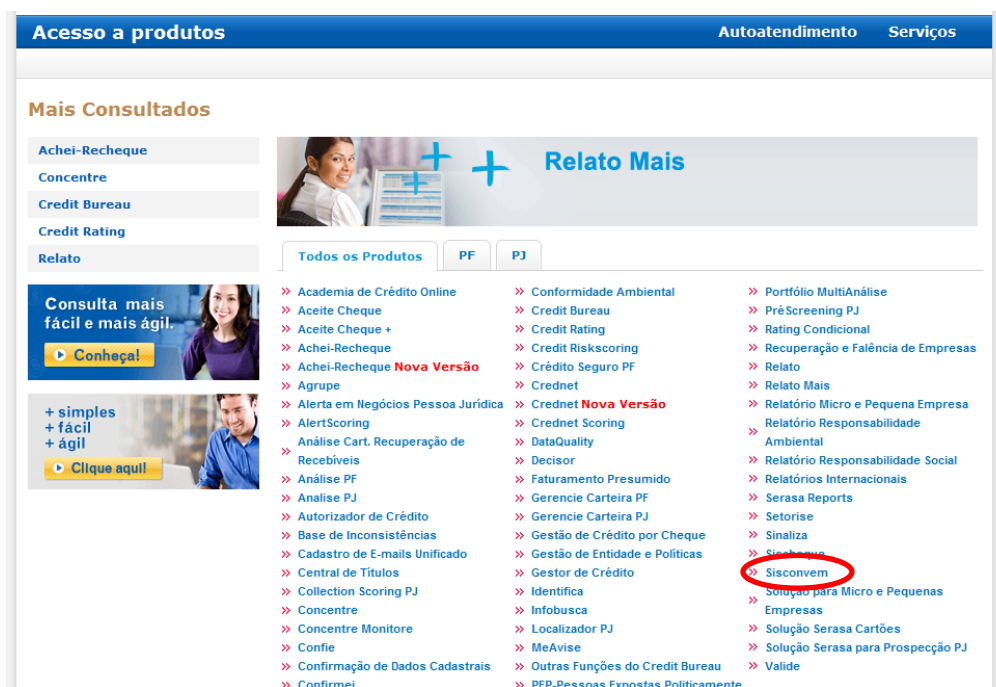 Acesso a produtos
Autoatendimento Serviços
Mais Consultados
Achei-Recheque
Concentre
Credit Bureau
Credit Rating
Relato
Consulta mais
fácil e mais ágil.
Conheça!
+ simples
+ fácil
+ ágil
Clique aqui!
Relato Mais
Todos os Produtos PF PJ
» Academia de Crédito Online
» Aceite Cheque
» Aceite Cheque +
» Achei-Recheque
» Achei-Recheque Nova Versão
» Agrupe
» Alerta em Negócios Pessoa Jurídica
» AlertScoring
» Análise Cart. Recuperação de
Recebíveis
» Análise PF
» Analise PJ
» Autorizador de Crédito
» Base de Inconsistências
» Cadastro de E-mails Unificado
» Central de Títulos
» Collection Scoring PJ
» Concentre
» Concentre Monitore
» Confie
» Confirmação de Dados Cadastrais
» Confirmei
» Conformidade Ambiental
» Credit Bureau
» Credit Rating
» Credit Riskscoring
» Crédito Seguro PF
» Crednet
» Crednet Nova Versão
» Crednet Scoring
» DataQuality
» Decisor
» Faturamento Presumido
» Gerencie Carteira PF
» Gerencie Carteira PJ
» Gestão de Crédito por Cheque
» Gestão de Entidade e Políticas
» Gestor de Crédito
» Identifica
» Infobusca
» Localizador PJ
» MeAvise
» Outras Funções do Credit Bureau
» PEP-Pessoas Expostas Politicamente
» Portfólio MultiAnálise
» PréScreening PJ
» Rating Condicional
» Recuperação e Falência de Empresas
» Relato
» Relato Mais
» Relatório Micro e Pequena Empresa
» Relatório Responsabilidade
Ambiental
» Relatório Responsabilidade Social
» Relatórios Internacionais
» Serasa Reports
» Setorise
» Sinaliza
» Sischeque
» Sisconvem
» Solução para Micro e Pequenas
Empresas
» Solução Serasa Cartões
» Solução Serasa para Prospecção PJ
» Valide